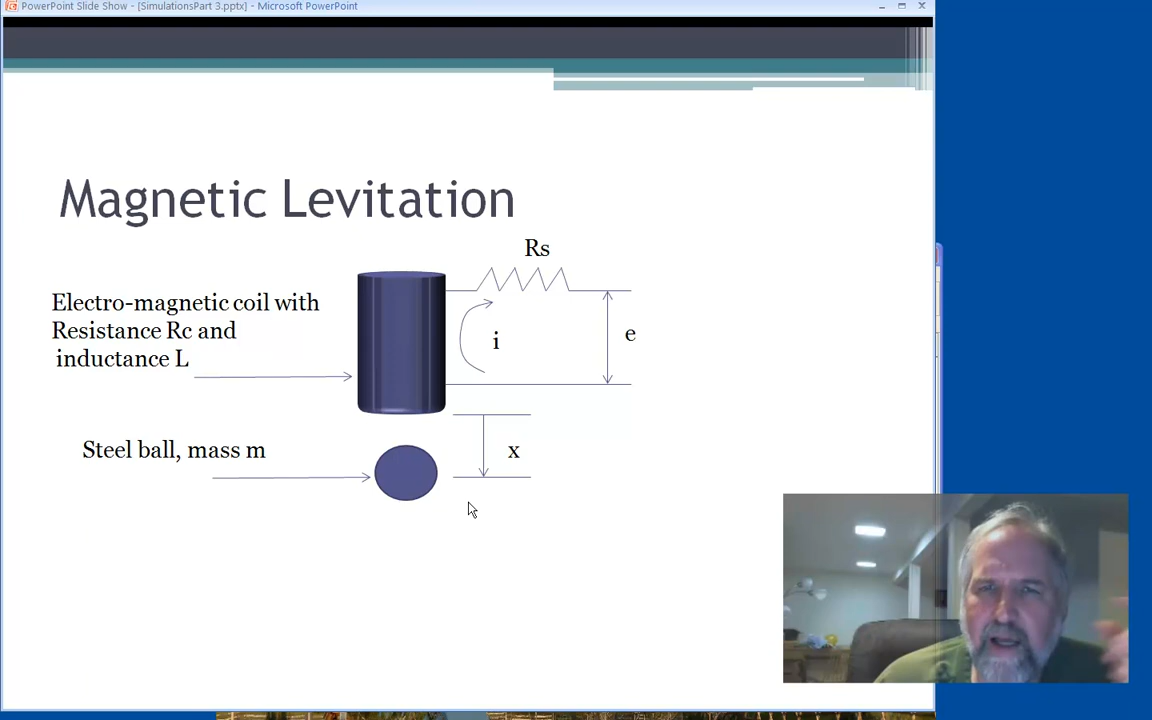 PowerPoint Slide Show - [SimulationsPart 3.pptx] - Microsoft PowerPoint
Magnetic Levitation
Rs
Electro-magnetic coil with
Resistance Rc and
inductance L
i
e
Steel ball, mass m
x